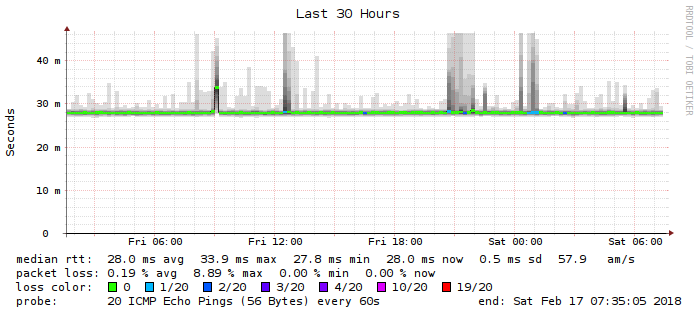 Last 30 Hours
RRDTOOL / TOBI OETIKER
Seconds
40 m
30 m
20 m
10 m
0
Fri 06:00 Fri 12:00 Fri 18:00 Sat 00:00 Sat 06:00
median rtt: 28.0 ms avg 33.9 ms max 27.8 ms min 28.0 ms now 0.5 ms sd 57.9 am/s
packet loss: 0.19 % avg 8.89 % max 0.00 % min 0.00 % now
loss color: 0 1/20 2/20 3/20 4/20 10/20 19/20
probe: 20 ICMP Echo Pings (56 Bytes) every 60s end: Sat Feb 17 07:35:05 2018